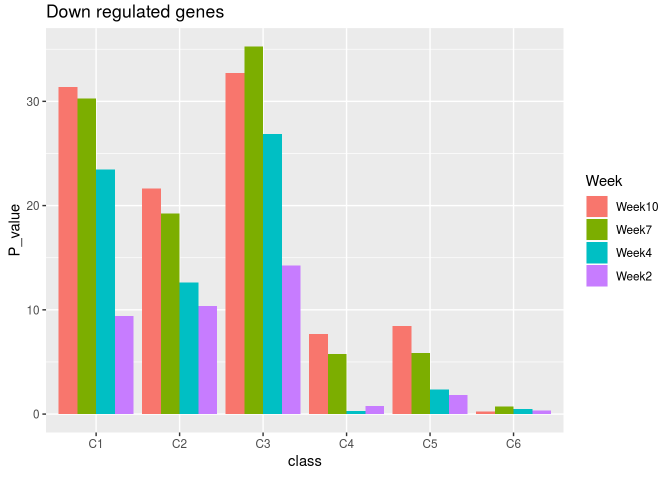 Down regulated genes
30
20
10
0
P_value
C1 C2 C3 C4 C5 C6
class
Week
Week10
Week7
Week4
Week2